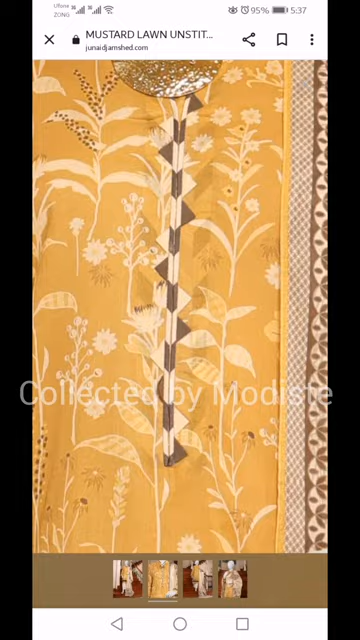 Ufone
ZONG
95% 5:37
MUSTARD LAWN UNSTIT...
junaidjamshed.com
Collected by Modiste